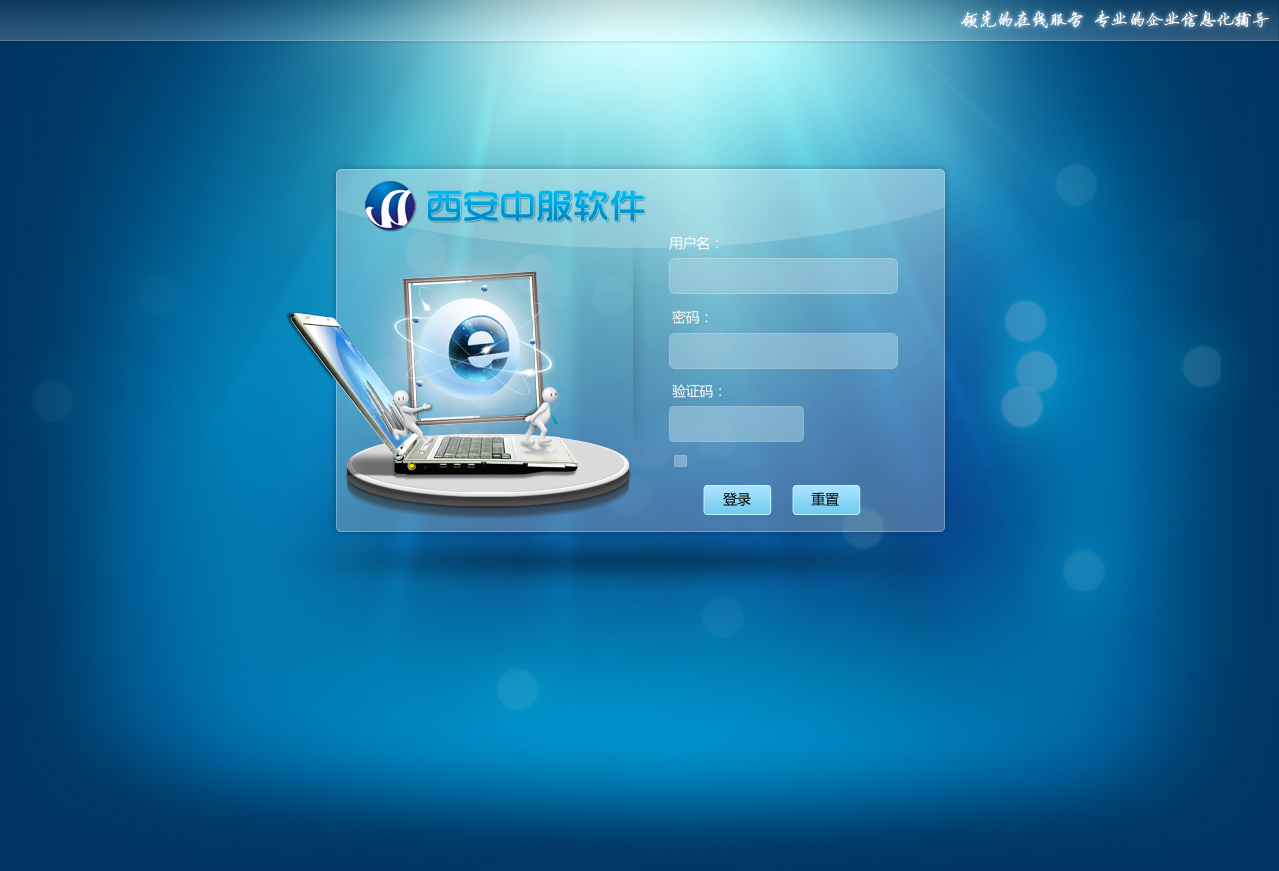 领先的在线服务 专业的企业信息化辅导
西安中服软件
用户名：
密码：
验证码：
登录 重置